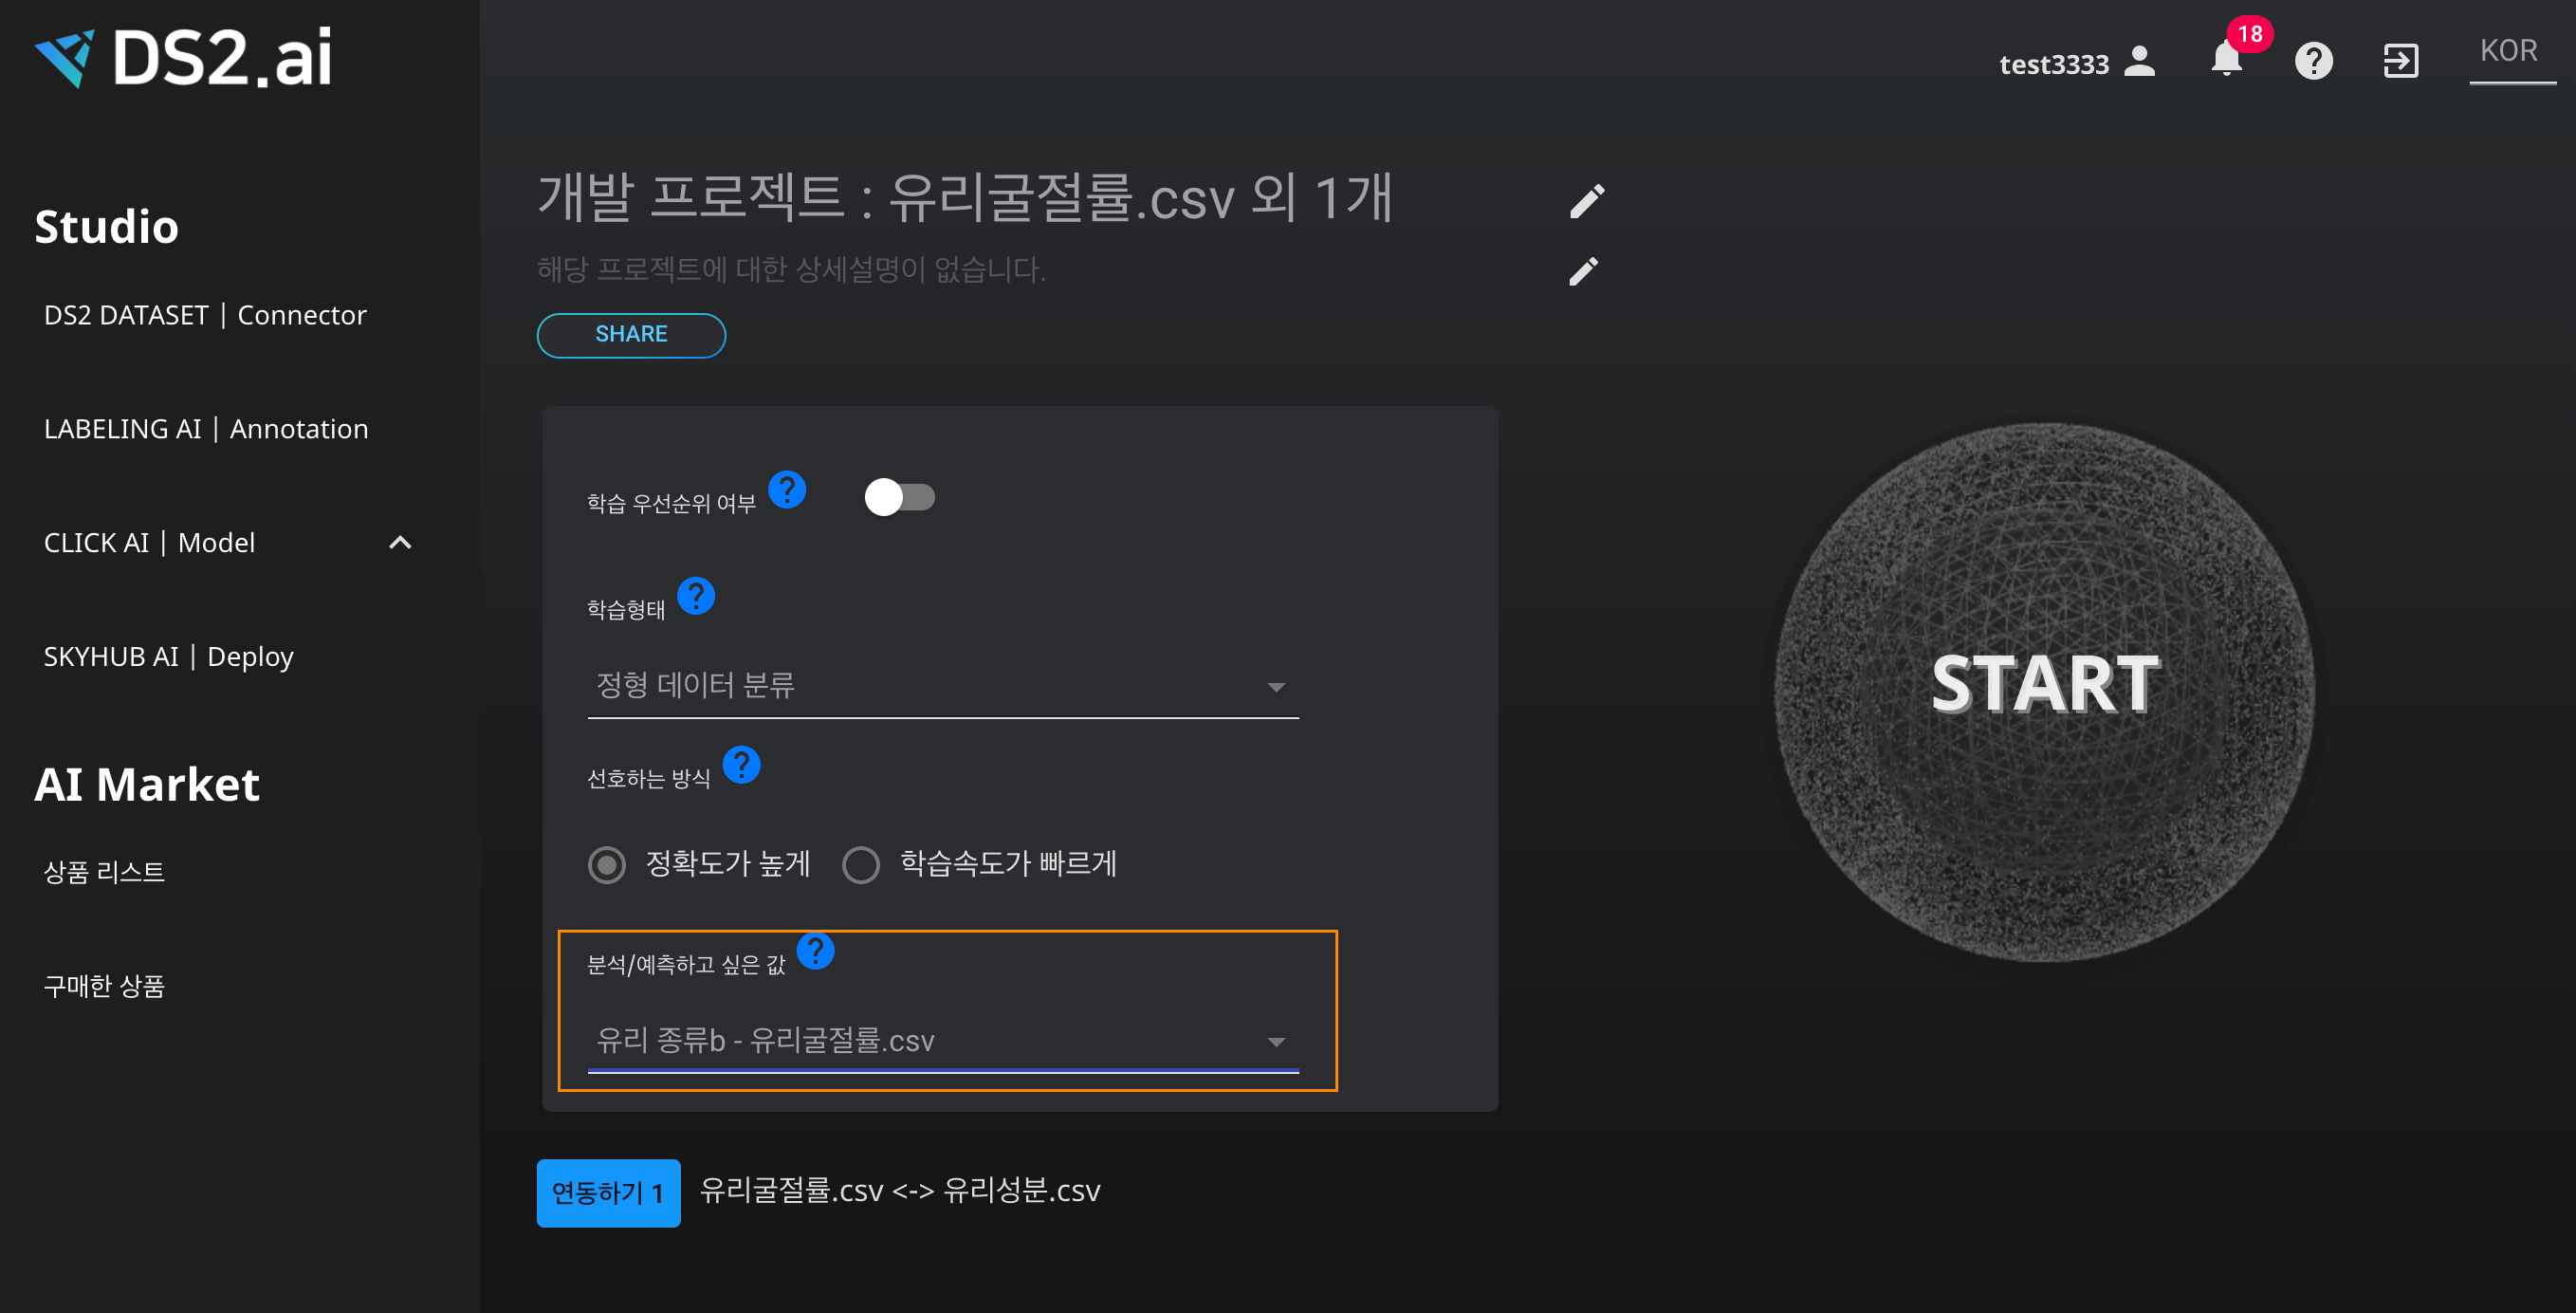 DS2.ai
test3333
18
KOR
Studio
DS2 DATASET | Connector
LABELING AI | Annotation
CLICK AI | Model
SKYHUB AI | Deploy
AI Market
상품 리스트
구매한 상품
개발 프로젝트 : 유리굴절률.csv 외 1개
해당 프로젝트에 대한 상세설명이 없습니다.
SHARE
학습 우선순위 여부 ?
학습형태 ?
정형 데이터 분류
선호하는 방식 ?
정확도가 높게 학습속도가 빠르게
분석/예측하고 싶은 값 ?
유리 종류b - 유리굴절률.csv
START
연동하기 1 유리굴절률.csv <-> 유리성분.csv